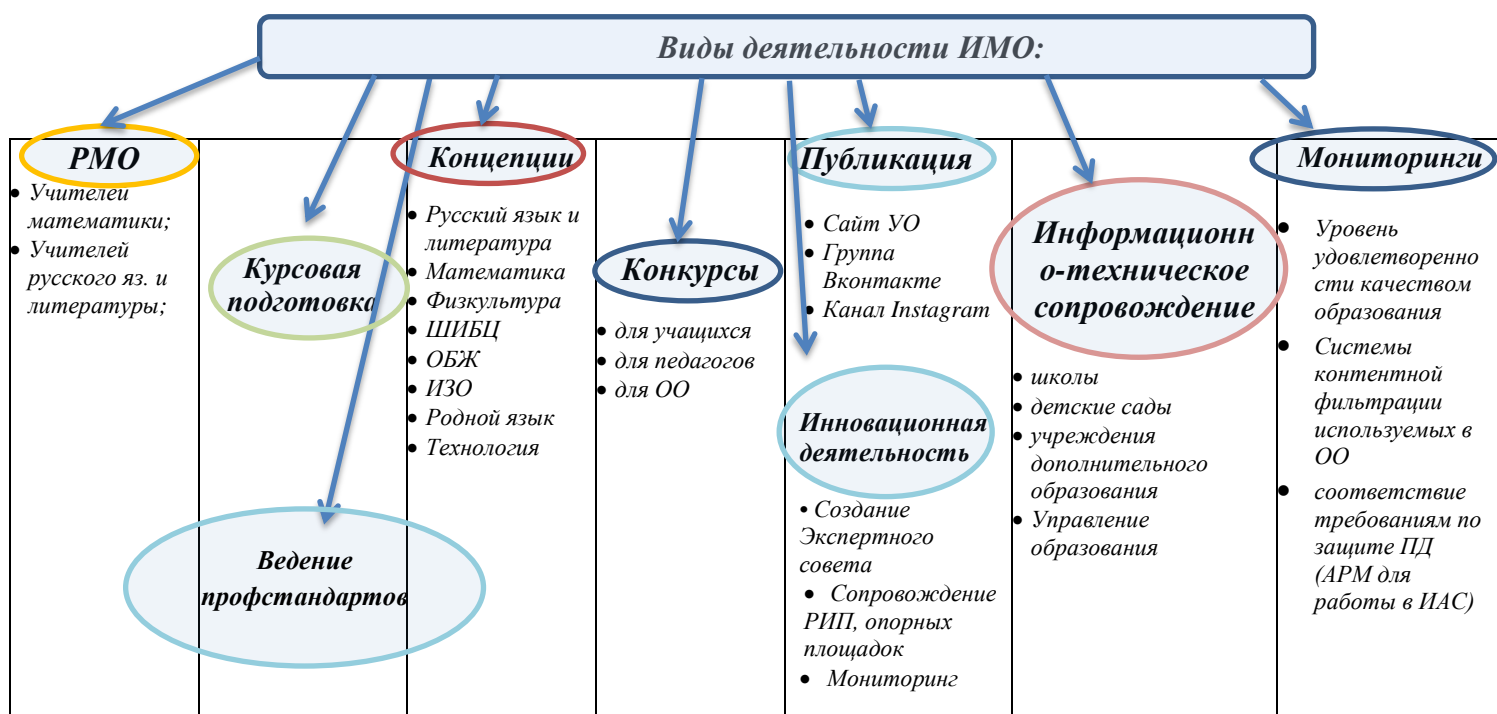 Виды деятельности ИМО:
РМО
• Учителей
математики;
• Учителей
русского яз. и
литературы;
Курсовая
подготовка
Ведение
профстандартов
Концепции
• Русский язык и
литература
• Математика
• Физкультура
• ШИБЦ
• ОБЖ
• ИЗО
• Родной язык
• Технология
Конкурсы
• для учащихся
• для педагогов
• для ОО
Публикация
• Сайт УО
• Группа
Вконтакте
• Канал Instagram
Инновационная
деятельность
• Создание
Экспертного
совета
• Сопровождение
РИП, опорных
площадок
• Мониторинг
Информационн
о-техническое
сопровождение
• школы
• детские сады
• учреждения
дополнительного
образования
• Управление
образования
Мониторинги
• Уровень
удовлетворенно
сти качеством
образования
• Системы
контентной
фильтрации
используемых в
ОО
• соответствие
требованиям по
защите ПД
(АРМ для
работы в ИАС)